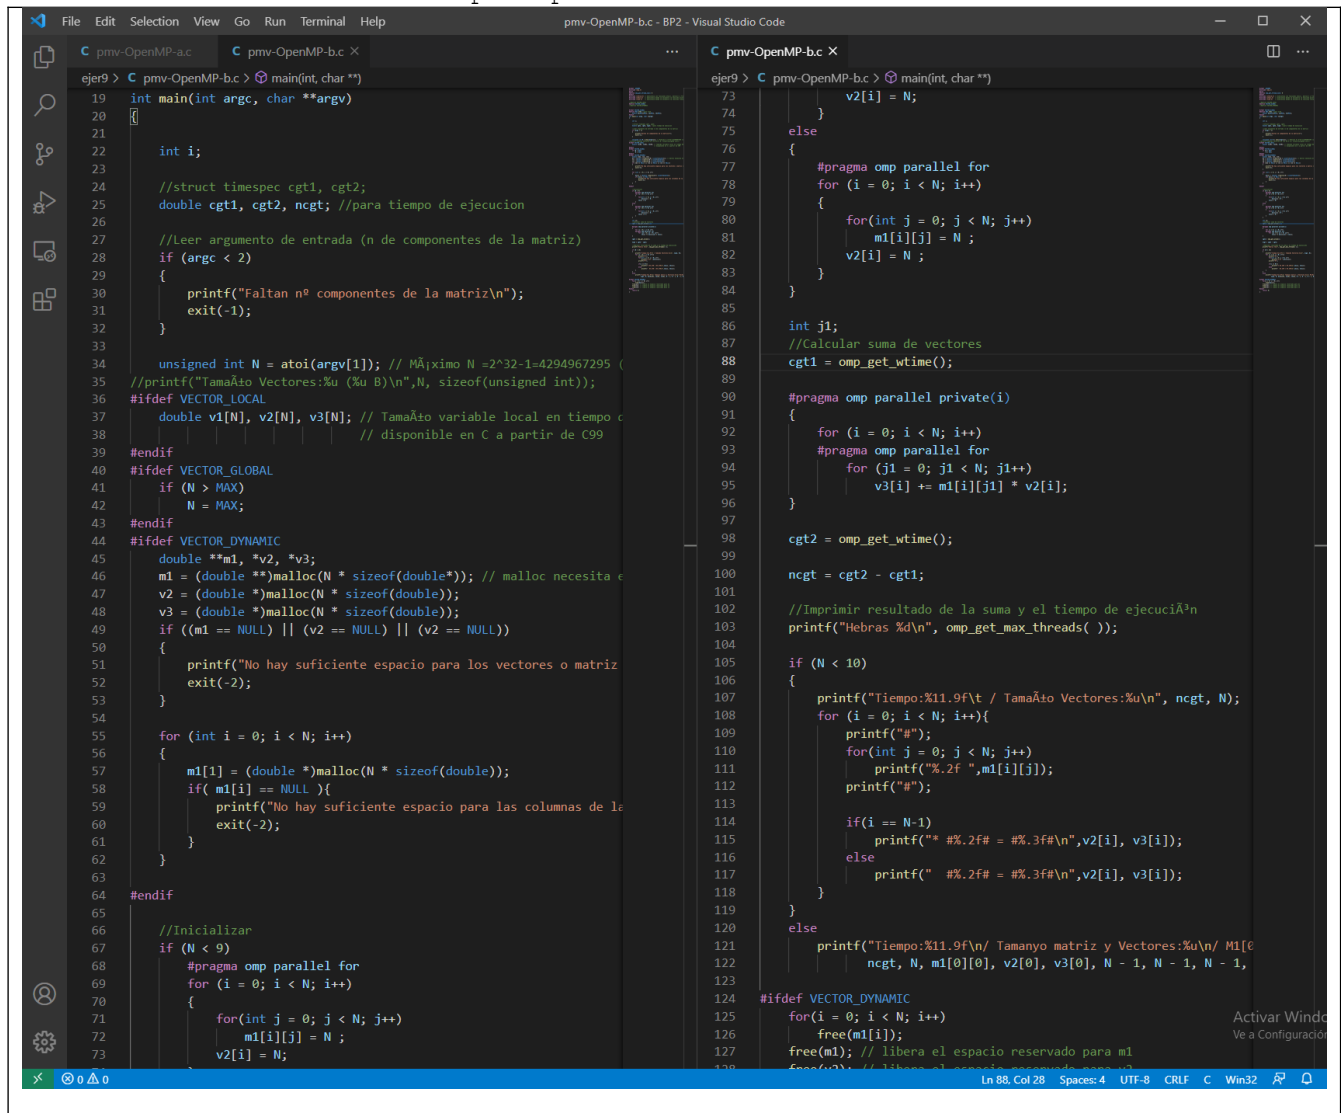 File Edit Selection View Go Run Terminal Help pmv-OpenMP-b.c - BP2 - Visual Studio Code
C pmv-OpenMP-a.c C pmv-OpenMP-b.c ×
ejer9 > C pmv-OpenMP-b.c > main(int, char **)
19 int main(int argc, char **argv)
20 {
21
22 int i;
23
24 //struct timespec cgt1, cgt2;
25 double cgt1, cgt2, ncgt; //para tiempo de ejecucion
26
27 //Leer argumento de entrada (n de componentes de la matriz)
28 if (argc < 2)
29 {
30 printf("Faltan nº componentes de la matriz\n");
31 exit(-1);
32 }
33
34 unsigned int N = atoi(argv[1]); // MÃ¡ximo N =2^32-1=4294967295 (
35 //printf("TamaÃ±o Vectores:%u (%u B)\n",N, sizeof(unsigned int));
36 #ifdef VECTOR_LOCAL
37 double v1[N], v2[N], v3[N]; // TamaÃ±o variable local en tiempo d
38 // disponible en C a partir de C99
39 #endif
40 #ifdef VECTOR_GLOBAL
41 if (N > MAX)
42 N = MAX;
43 #endif
44 #ifdef VECTOR_DYNAMIC
45 double **m1, *v2, *v3;
46 m1 = (double **)malloc(N * sizeof(double*)); // malloc necesita e
47 v2 = (double *)malloc(N * sizeof(double));
48 v3 = (double *)malloc(N * sizeof(double));
49 if ((m1 == NULL) || (v2 == NULL) || (v2 == NULL))
50 {
51 printf("No hay suficiente espacio para los vectores o matriz
52 exit(-2);
53 }
54
55 for (int i = 0; i < N; i++)
56 {
57 m1[1] = (double *)malloc(N * sizeof(double));
58 if( m1[i] == NULL ){
59 printf("No hay suficiente espacio para las columnas de la
60 exit(-2);
61 }
62 }
63
64 #endif
65
66 //Inicializar
67 if (N < 9)
68 #pragma omp parallel for
69 for (i = 0; i < N; i++)
70 {
71 for(int j = 0; j < N; j++)
72 m1[i][j] = N ;
73 v2[i] = N;
C pmv-OpenMP-b.c ×
ejer9 > C pmv-OpenMP-b.c > main(int, char **)
73 v2[i] = N;
74 }
75 else
76 {
77 #pragma omp parallel for
78 for (i = 0; i < N; i++)
79 {
80 for(int j = 0; j < N; j++)
81 m1[i][j] = N ;
82 v2[i] = N ;
83 }
84 }
85
86 int j1;
87 //Calcular suma de vectores
88 cgt1 = omp_get_wtime();
89
90 #pragma omp parallel private(i)
91 {
92 for (i = 0; i < N; i++)
93 #pragma omp parallel for
94 for (j1 = 0; j1 < N; j1++)
95 v3[i] += m1[i][j1] * v2[i];
96 }
97
98 cgt2 = omp_get_wtime();
99
100 ncgt = cgt2 - cgt1;
101
102 //Imprimir resultado de la suma y el tiempo de ejecuciÃ³n
103 printf("Hebras %d\n", omp_get_max_threads( ));
104
105 if (N < 10)
106 {
107 printf("Tiempo:%11.9f\t / TamaÃ±o Vectores:%u\n", ncgt, N);
108 for (i = 0; i < N; i++){
109 printf("#");
110 for(int j = 0; j < N; j++)
111 printf("%.2f ",m1[i][j]);
112 printf("#");
113
114 if(i == N-1)
115 printf("* #%.2f# = #%.3f#\n",v2[i], v3[i]);
116 else
117 printf("  #%.2f# = #%.3f#\n",v2[i], v3[i]);
118 }
119 }
120 else
121 printf("Tiempo:%11.9f\n/ Tamanyo matriz y Vectores:%u\n/ M1[0
122 ncgt, N, m1[0][0], v2[0], v3[0], N - 1, N - 1, N - 1,
123
124 #ifdef VECTOR_DYNAMIC
125 for(i = 0; i < N; i++)
126 free(m1[i]);
127 free(m1); // libera el espacio reservado para m1
128 free(v2); // libera el espacio reservado para v2
Activar Windo
Ve a Configuración
0 0 Ln 88, Col 28 Spaces: 4 UTF-8 CRLF C Win32